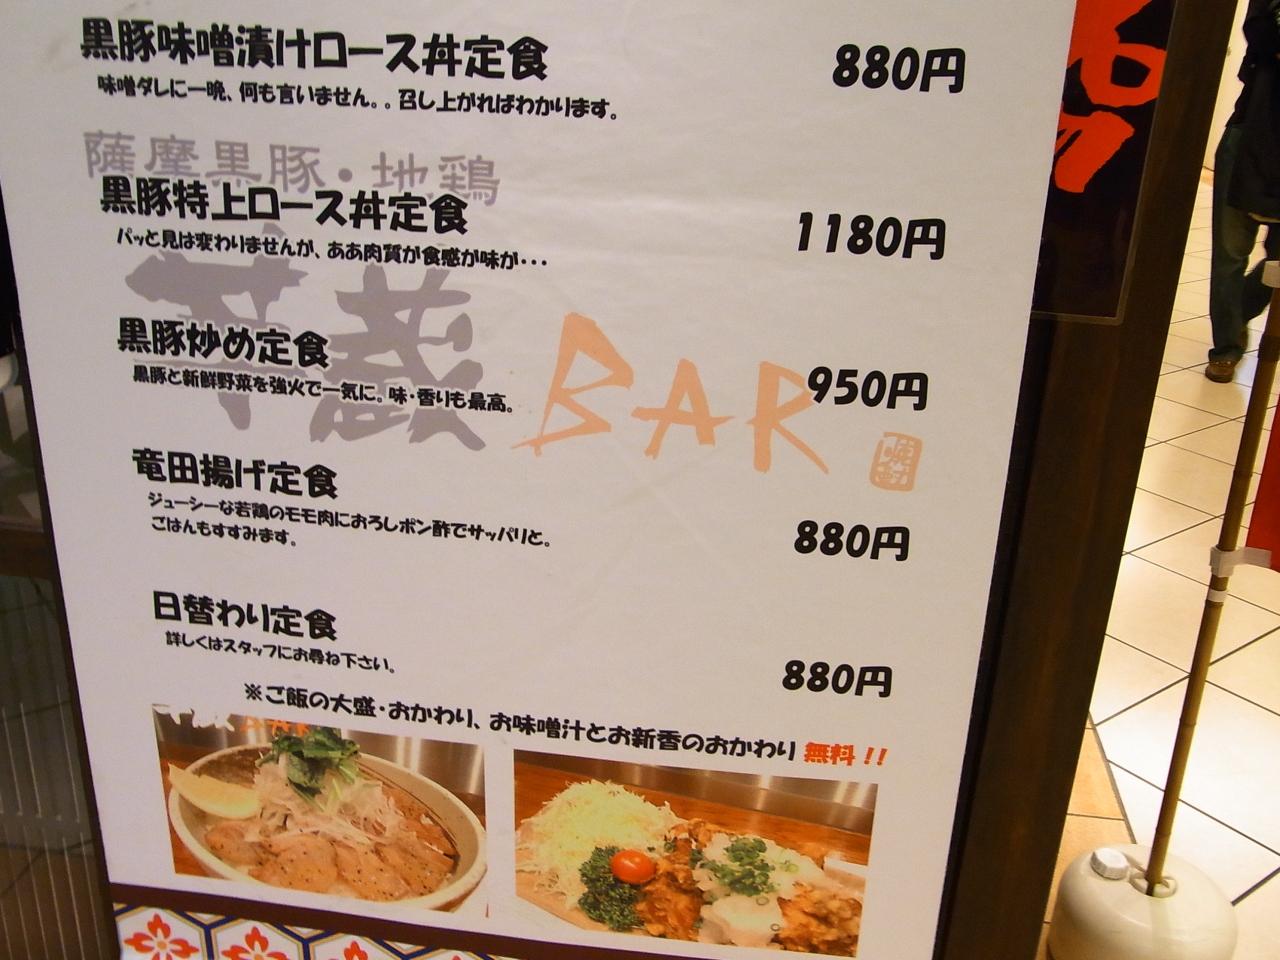 黒豚味噌漬けロース丼定食 880円
味噌ダレに一晩、何も言いません。。召し上がればわかります。
薩摩黒豚・地鶏
黒豚特上ロース丼定食 1180円
パッと見は変わりませんが、ああ肉質が食感が味が・・・
BAR
黒豚炒め定食 950円
黒豚と新鮮野菜を強火で一気に。味・香りも最高。
竜田揚げ定食
ジューシーな若鶏のモモ肉におろしポン酢でサッパリと。
ごはんもすすみます。
880円
日替わり定食
詳しくはスタッフにお尋ね下さい。
880円
※ご飯の大盛・おかわり、お味噌汁とお新香のおかわり 無料!!